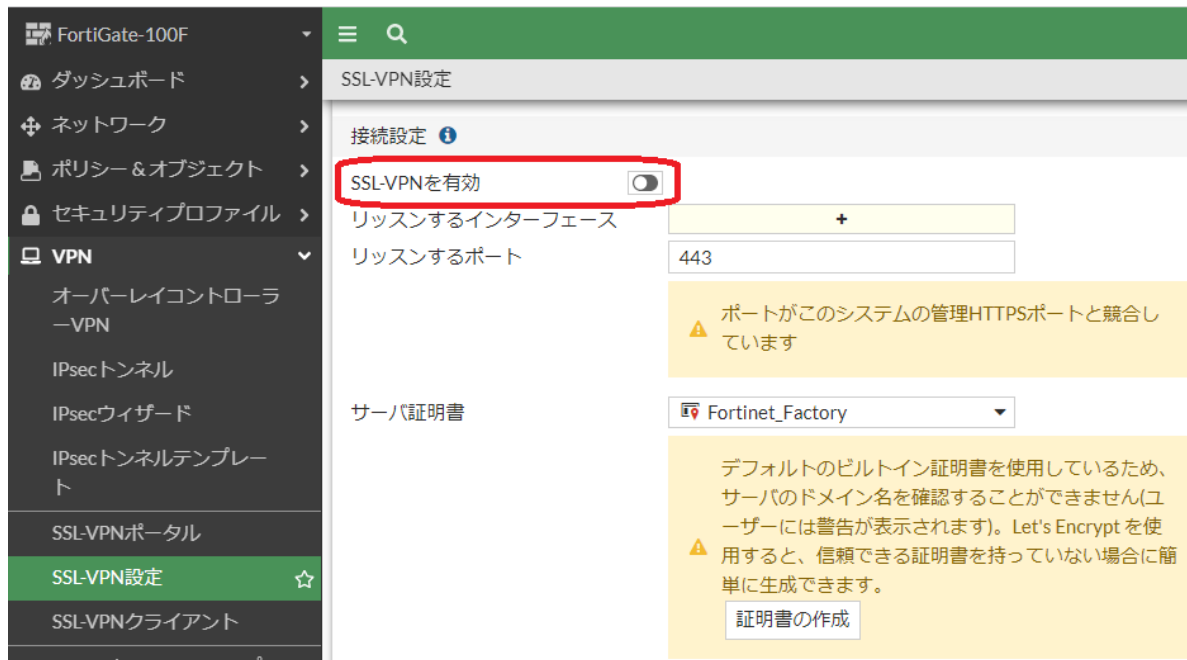 FortiGate-100F
ダッシュボード
ネットワーク
ポリシー＆オブジェクト
セキュリティプロファイル
VPN
オーバーレイコントローラ
ーVPN
IPsecトンネル
IPsecウィザード
IPsecトンネルテンプレー
ト
SSL-VPNポータル
SSL-VPN設定
SSL-VPNクライアント
SSL-VPN設定
接続設定
SSL-VPNを有効
リッスンするインターフェース
+
リッスンするポート
443
ポートがこのシステムの管理HTTPSポートと競合し
ています
サーバ証明書
Fortinet_Factory
デフォルトのビルトイン証明書を使用しているため、
サーバのドメイン名を確認することができません(ユ
ーザーには警告が表示されます)。Let's Encrypt を使
用すると、信頼できる証明書を持っていない場合に簡
単に生成できます。
証明書の作成